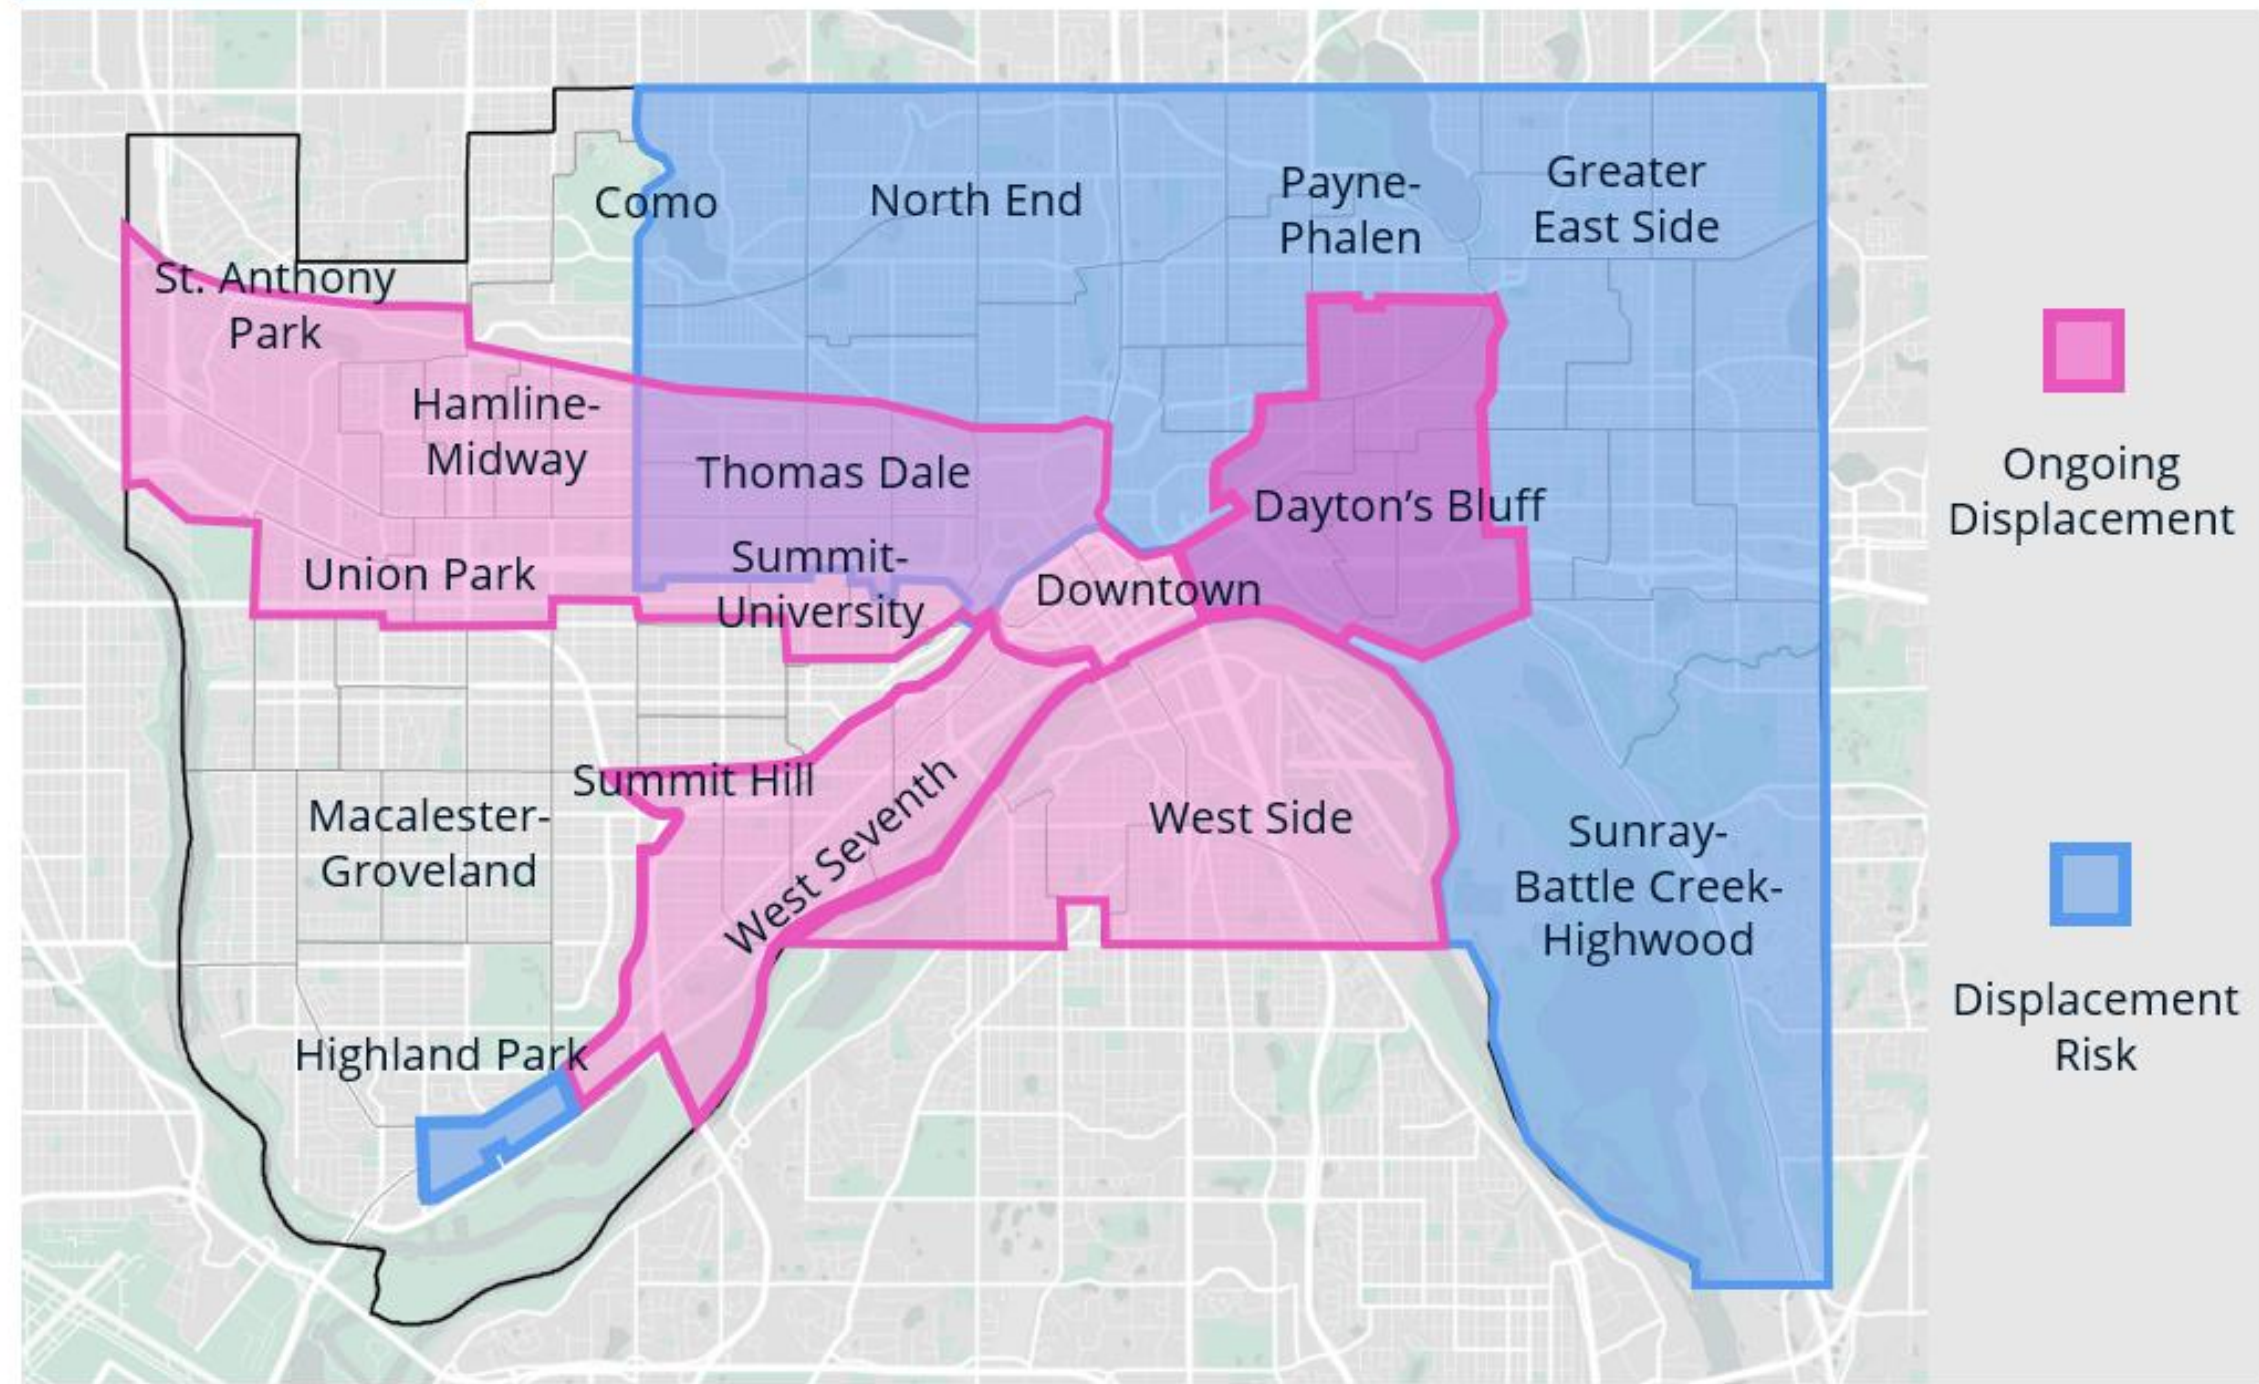 Como
North End
Payne-
Phalen
Greater
East Side
St. Anthony
Park
Hamline-
Midway
Thomas Dale
Dayton’s Bluff
Union Park
Summit-
University
Downtown
Summit Hill
Macalester-
Groveland
West Seventh
West Side
Sunray-
Battle Creek-
Highwood
Highland Park
Ongoing
Displacement
Displacement
Risk